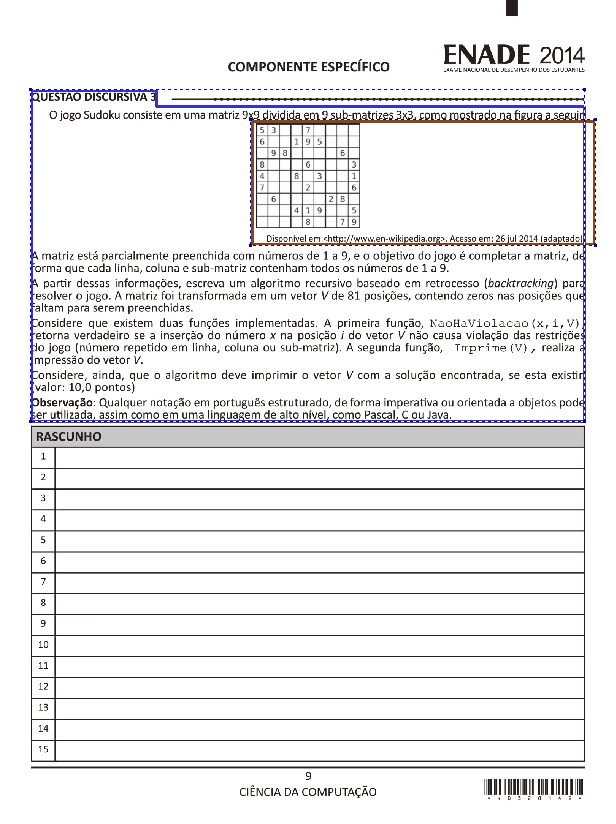 ENADE 2014
EXAME NACIONAL DE DESEMPENHO DOS ESTUDANTES
COMPONENTE ESPECÍFICO
QUESTÃO DISCURSIVA 3
O jogo Sudoku consiste em uma matriz 9x9 dividida em 9 sub-matrizes 3x3, como mostrado na figura a seguir.
5 3 7
6 1 9 5
9 8 6
8 6 3
4 8 3 1
7 2 6
6 2 8
4 1 9 5
8 7 9
Disponível em <http://www.en-wikipedia.org>. Acesso em: 26 jul 2014 (adaptado).
A matriz está parcialmente preenchida com números de 1 a 9, e o objetivo do jogo é completar a matriz, de
forma que cada linha, coluna e sub-matriz contenham todos os números de 1 a 9.
A partir dessas informações, escreva um algoritmo recursivo baseado em retrocesso (backtracking) para
resolver o jogo. A matriz foi transformada em um vetor V de 81 posições, contendo zeros nas posições que
faltam para serem preenchidas.
Considere que existem duas funções implementadas. A primeira função, NaoHaViolacao(x,i,V),
retorna verdadeiro se a inserção do número x na posição i do vetor V não causa violação das restrições
do jogo (número repetido em linha, coluna ou sub-matriz). A segunda função, Imprime(V), realiza a
impressão do vetor V.
Considere, ainda, que o algoritmo deve imprimir o vetor V com a solução encontrada, se esta existir.
(valor: 10,0 pontos)
Observação: Qualquer notação em português estruturado, de forma imperativa ou orientada a objetos pode
ser utilizada, assim como em uma linguagem de alto nível, como Pascal, C ou Java.
RASCUNHO
1
2
3
4
5
6
7
8
9
10
11
12
13
14
15
9
CIÊNCIA DA COMPUTAÇÃO